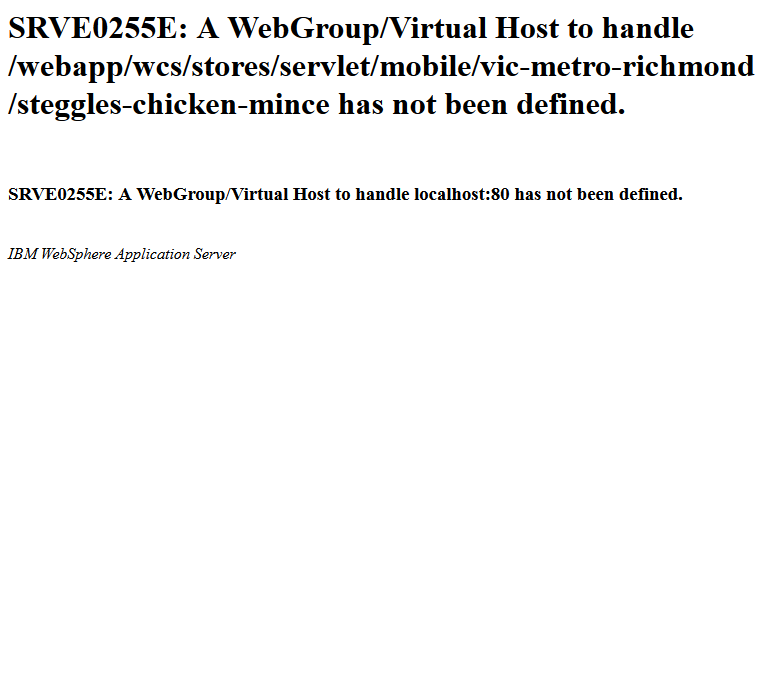 SRVE0255E: A WebGroup/Virtual Host to handle
/webapp/wcs/stores/servlet/mobile/vic-metro-richmond
/steggles-chicken-mince has not been defined.
SRVE0255E: A WebGroup/Virtual Host to handle localhost:80 has not been defined.
IBM WebSphere Application Server